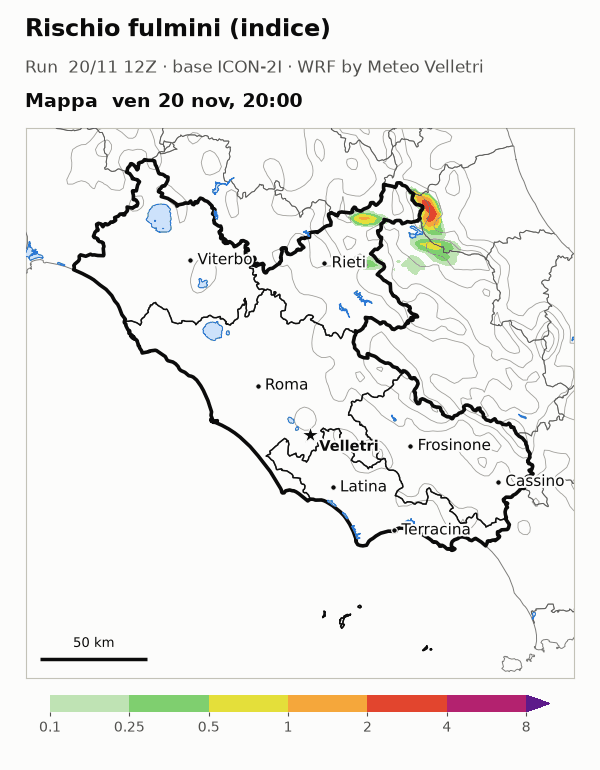 Rischio fulmini (indice)
Run  20/11 12Z · base ICON-2I · WRF by Meteo Velletri
Mappa  ven 20 nov, 20:00
Viterbo
Rieti
Roma
Velletri
Frosinone
Cassino
Latina
Terracina
50 km
0.1 0.25 0.5 1 2 4 8